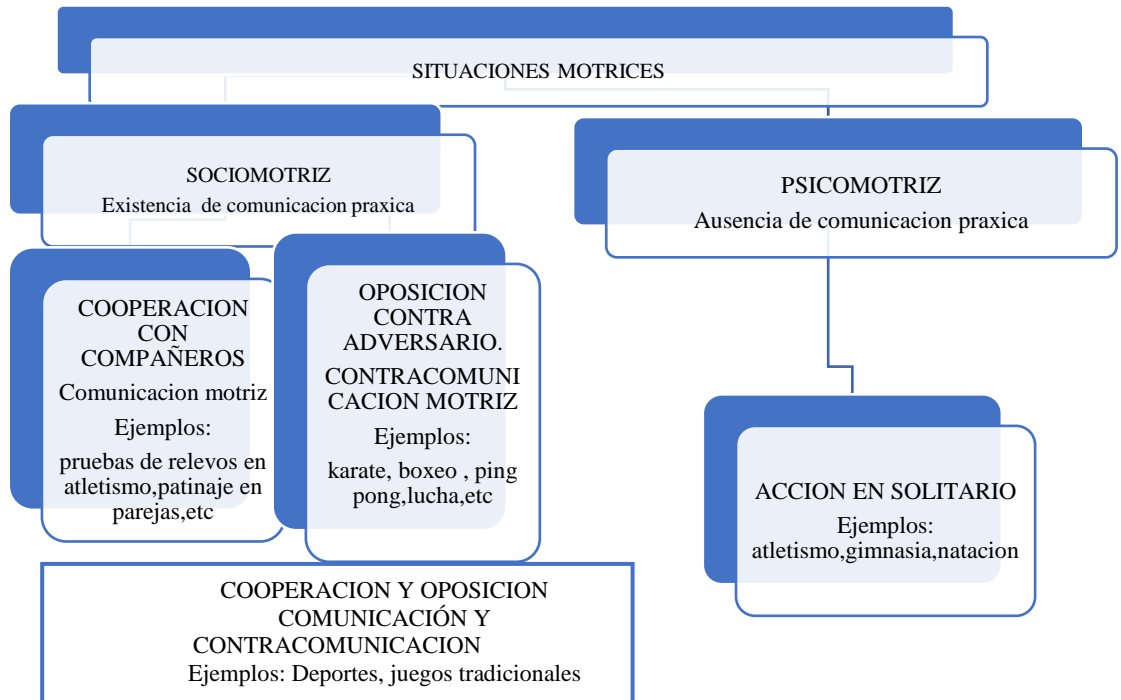 SITUACIONES MOTRICES
SOCIOMOTRIZ
Existencia de comunicacion praxica
PSICOMOTRIZ
Ausencia de comunicacion praxica
COOPERACION
CON
COMPAÑEROS
Comunicacion motriz
Ejemplos:
pruebas de relevos en
atletismo,patinaje en
parejas,etc
OPOSICION
CONTRA
ADVERSARIO.
CONTRACOMUNI
CACION MOTRIZ
Ejemplos:
karate, boxeo , ping
pong,lucha,etc
ACCION EN SOLITARIO
Ejemplos:
atletismo,gimnasia,natacion
COOPERACION Y OPOSICION
COMUNICACIÓN Y
CONTRACOMUNICACION
Ejemplos: Deportes, juegos tradicionales